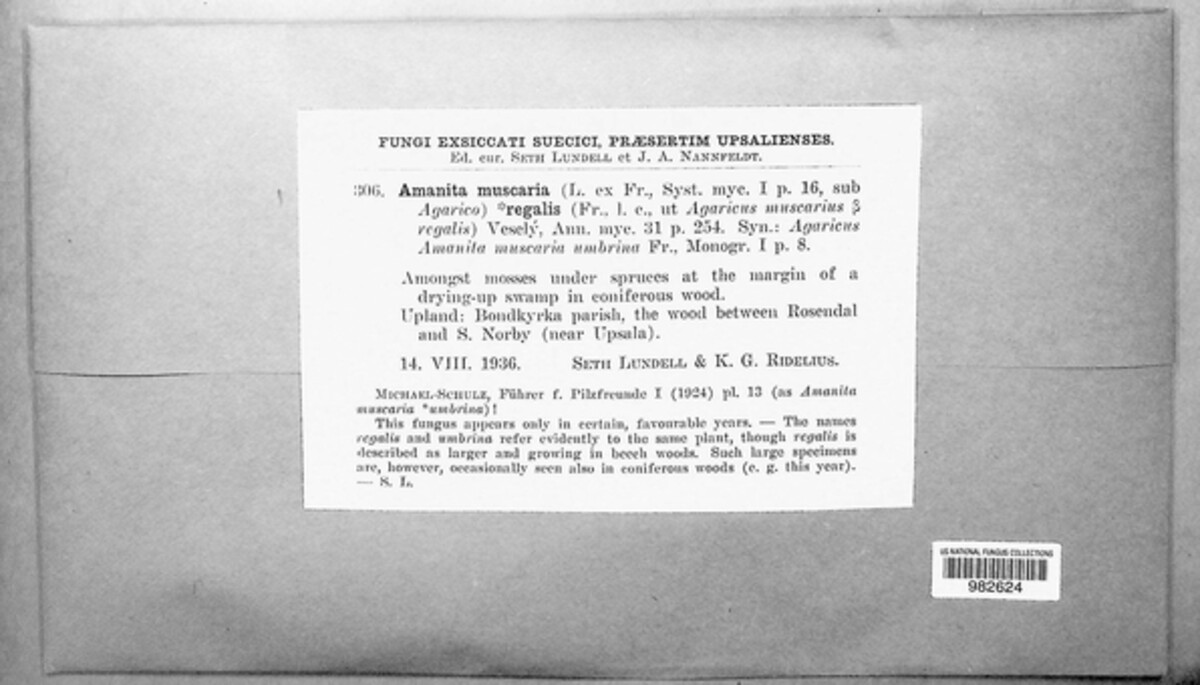 FUNGI EXSICCATI SUECICI, PRÆSERTIM UPSALIENSES.
Ed. cur. SETH LUNDELL et J. A. NANNFELDT.
306. Amanita muscaria (L. ex Fr., Syst. myc. I p. 16, sub
Agarico) *regalis (Fr., l. c., ut Agaricus muscarius β
regalis) Veselý, Ann. myc. 31 p. 254. Syn.: Agaricus
Amanita muscaria umbrina Fr., Monogr. I p. 8.
Amongst mosses under spruces at the margin of a
drying-up swamp in coniferous wood.
Upland: Bondkyrka parish, the wood between Rosendal
and S. Norby (near Upsala).
14. VIII. 1936. SETH LUNDELL & K. G. RIDELIUS.
MICHAEL-SCHULZ, Führer f. Pilzfreunde I (1924) pl. 13 (as Amanita
muscaria *umbrina)!
This fungus appears only in certain, favourable years. — The names
regalis and umbrina refer evidently to the same plant, though regalis is
described as larger and growing in beech woods. Such large specimens
are, however, occasionally seen also in coniferous woods (e. g. this year).
— S. L.
US NATIONAL FUNGUS COLLECTIONS
982624